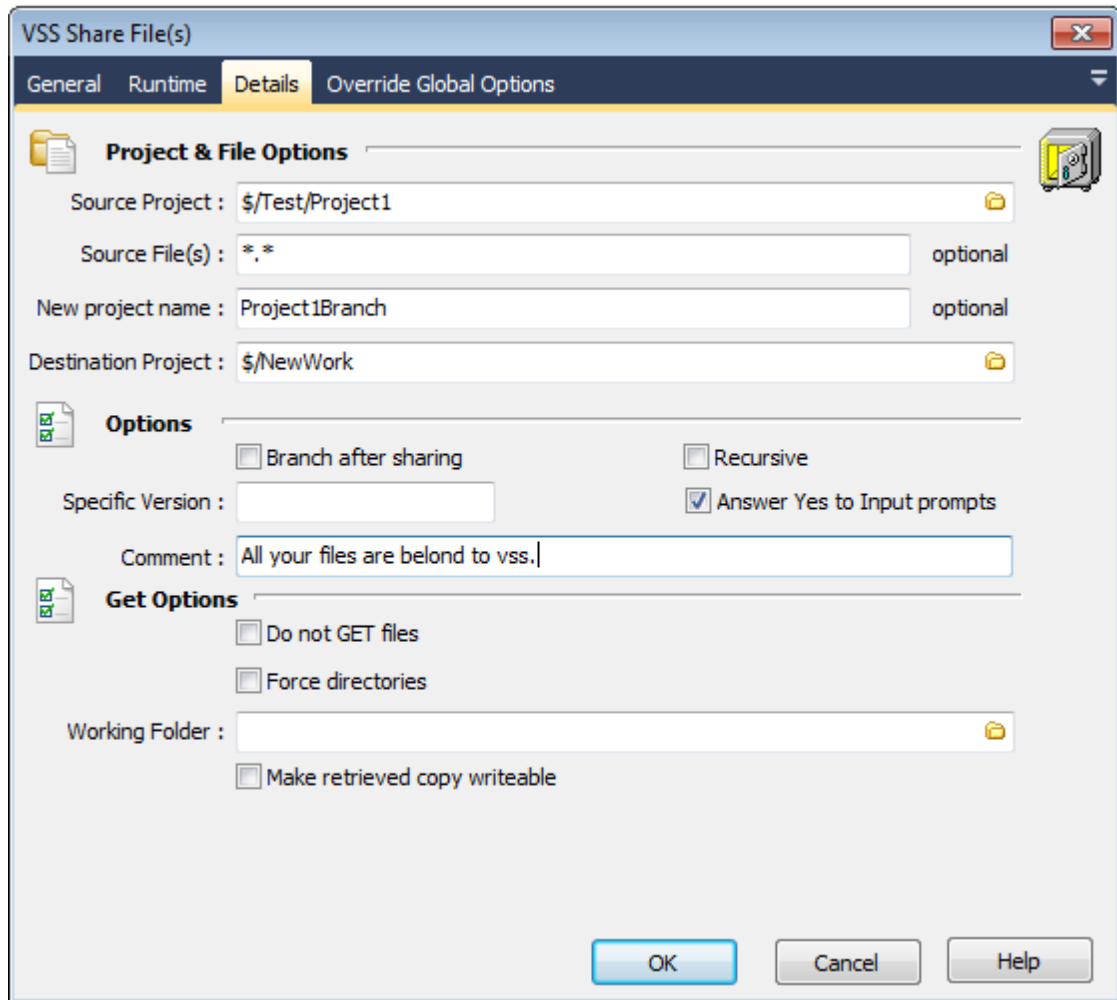 VSS Share File(s)
General Runtime Details Override Global Options
Project & File Options
Source Project : $/Test/Project1
Source File(s) : *.* optional
New project name : Project1Branch optional
Destination Project : $/NewWork
Options
Branch after sharing Recursive
Specific Version : Answer Yes to Input prompts
Comment : All your files are belond to vss.
Get Options
Do not GET files
Force directories
Working Folder :
Make retrieved copy writeable
OK Cancel Help